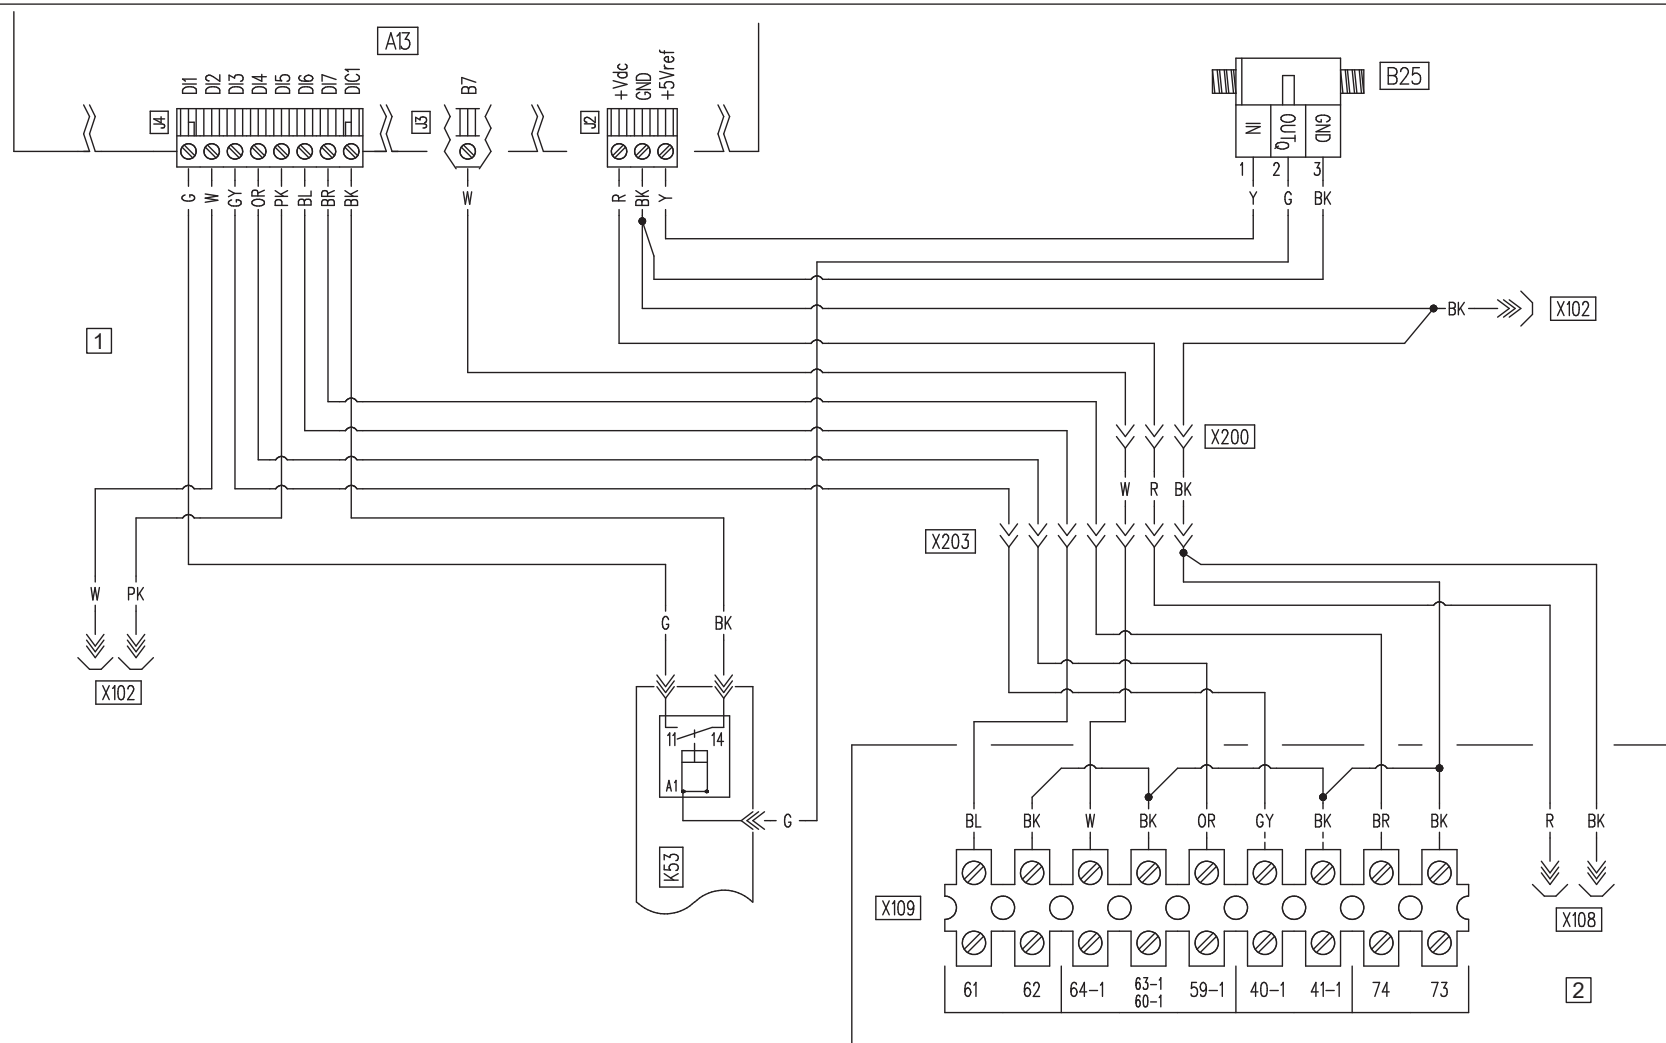 A13
DI1 DI2 DI3 DI4 DI5 DI6 DI7 DIC1
B7
+Vdc GND +5Vref
B25
J4
J3
J2
IN OUT GND
1 2 3
G W GY OR PK BL BR BK
W
R BK Y
Y G BK
BK
X102
1
X200
W R BK
X203
W PK
G BK
X102
11 14
A1
G
K53
BL BK W BK OR GY BK BR BK
R BK
X109
X108
61 62 64-1 63-1 59-1 40-1 41-1 74 73
60-1
2